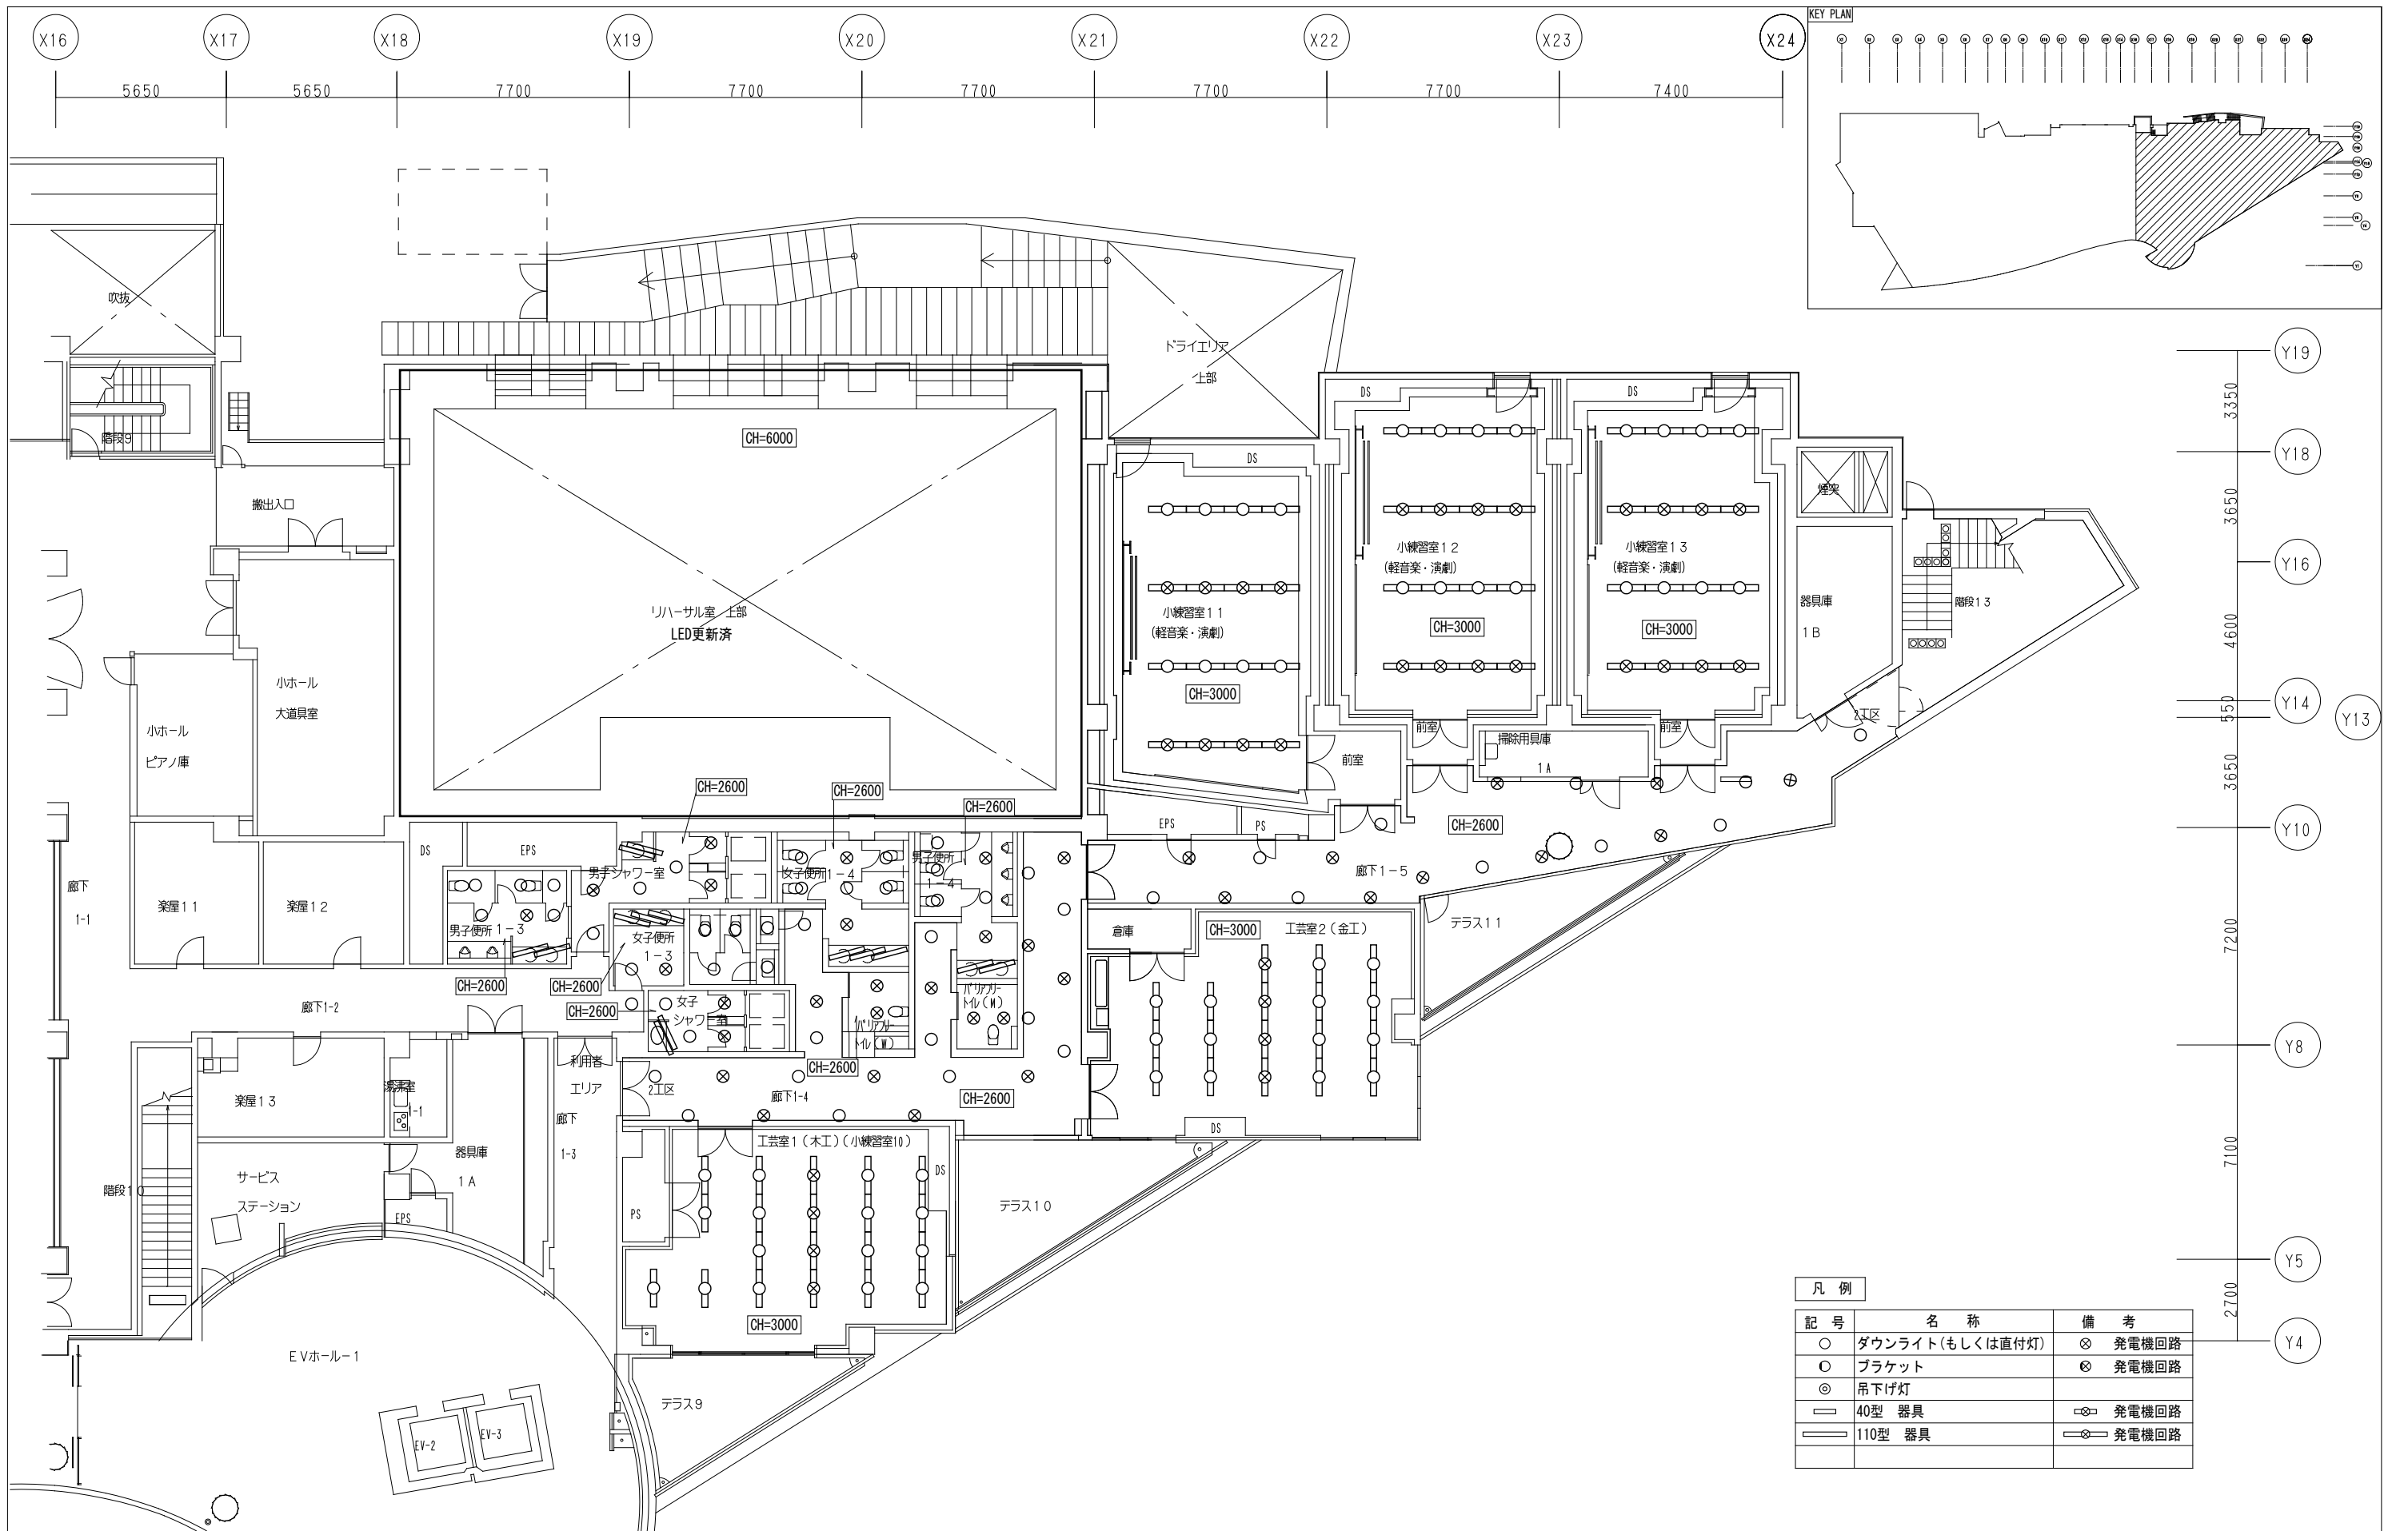 X16
X17
X18
X19
X20
X21
X22
X23
X24
5650
5650
7700
7700
7700
7700
7700
7400
KEY PLAN
Y19
3350
Y18
3650
Y16
4600
Y14
550
Y13
3650
Y10
7200
Y8
7100
Y5
2700
Y4
吹抜
階段9
搬出入口
小ホール
大道具室
小ホール
ピアノ庫
CH=6000
リハーサル室 上部
LED更新済
ドライエリア
上部
DS
小練習室11
(軽音楽・演劇)
CH=3000
DS
小練習室12
(軽音楽・演劇)
CH=3000
DS
小練習室13
(軽音楽・演劇)
CH=3000
煙突
器具庫
1B
階段13
2工区
前室
前室
前室
掃除用具庫
1A
CH=2600
CH=2600
CH=2600
CH=2600
EPS
PS
廊下1-5
廊下
1-1
楽屋11
楽屋12
DS
EPS
男子シャワー室
女子便所1-4
男子便所
1-4
男子便所1-3
女子便所
1-3
CH=2600
CH=2600
CH=2600
女子
シャワー室
バリアフリー
トイレ(W)
バリアフリー
トイレ(M)
倉庫
CH=3000
工芸室2(金工)
テラス11
廊下1-2
利用者
エリア
2工区
廊下1-4
CH=2600
CH=2600
DS
楽屋13
湯沸室
1-1
器具庫
1A
廊下
1-3
階段10
サービス
ステーション
EPS
工芸室1(木工)(小練習室10)
DS
PS
CH=3000
テラス10
テラス9
EVホール-1
EV-2
EV-3
凡 例
記 号 名 称 備 考
ダウンライト(もしくは直付灯) 発電機回路
ブラケット 発電機回路
吊下げ灯
40型 器具 発電機回路
110型 器具 発電機回路